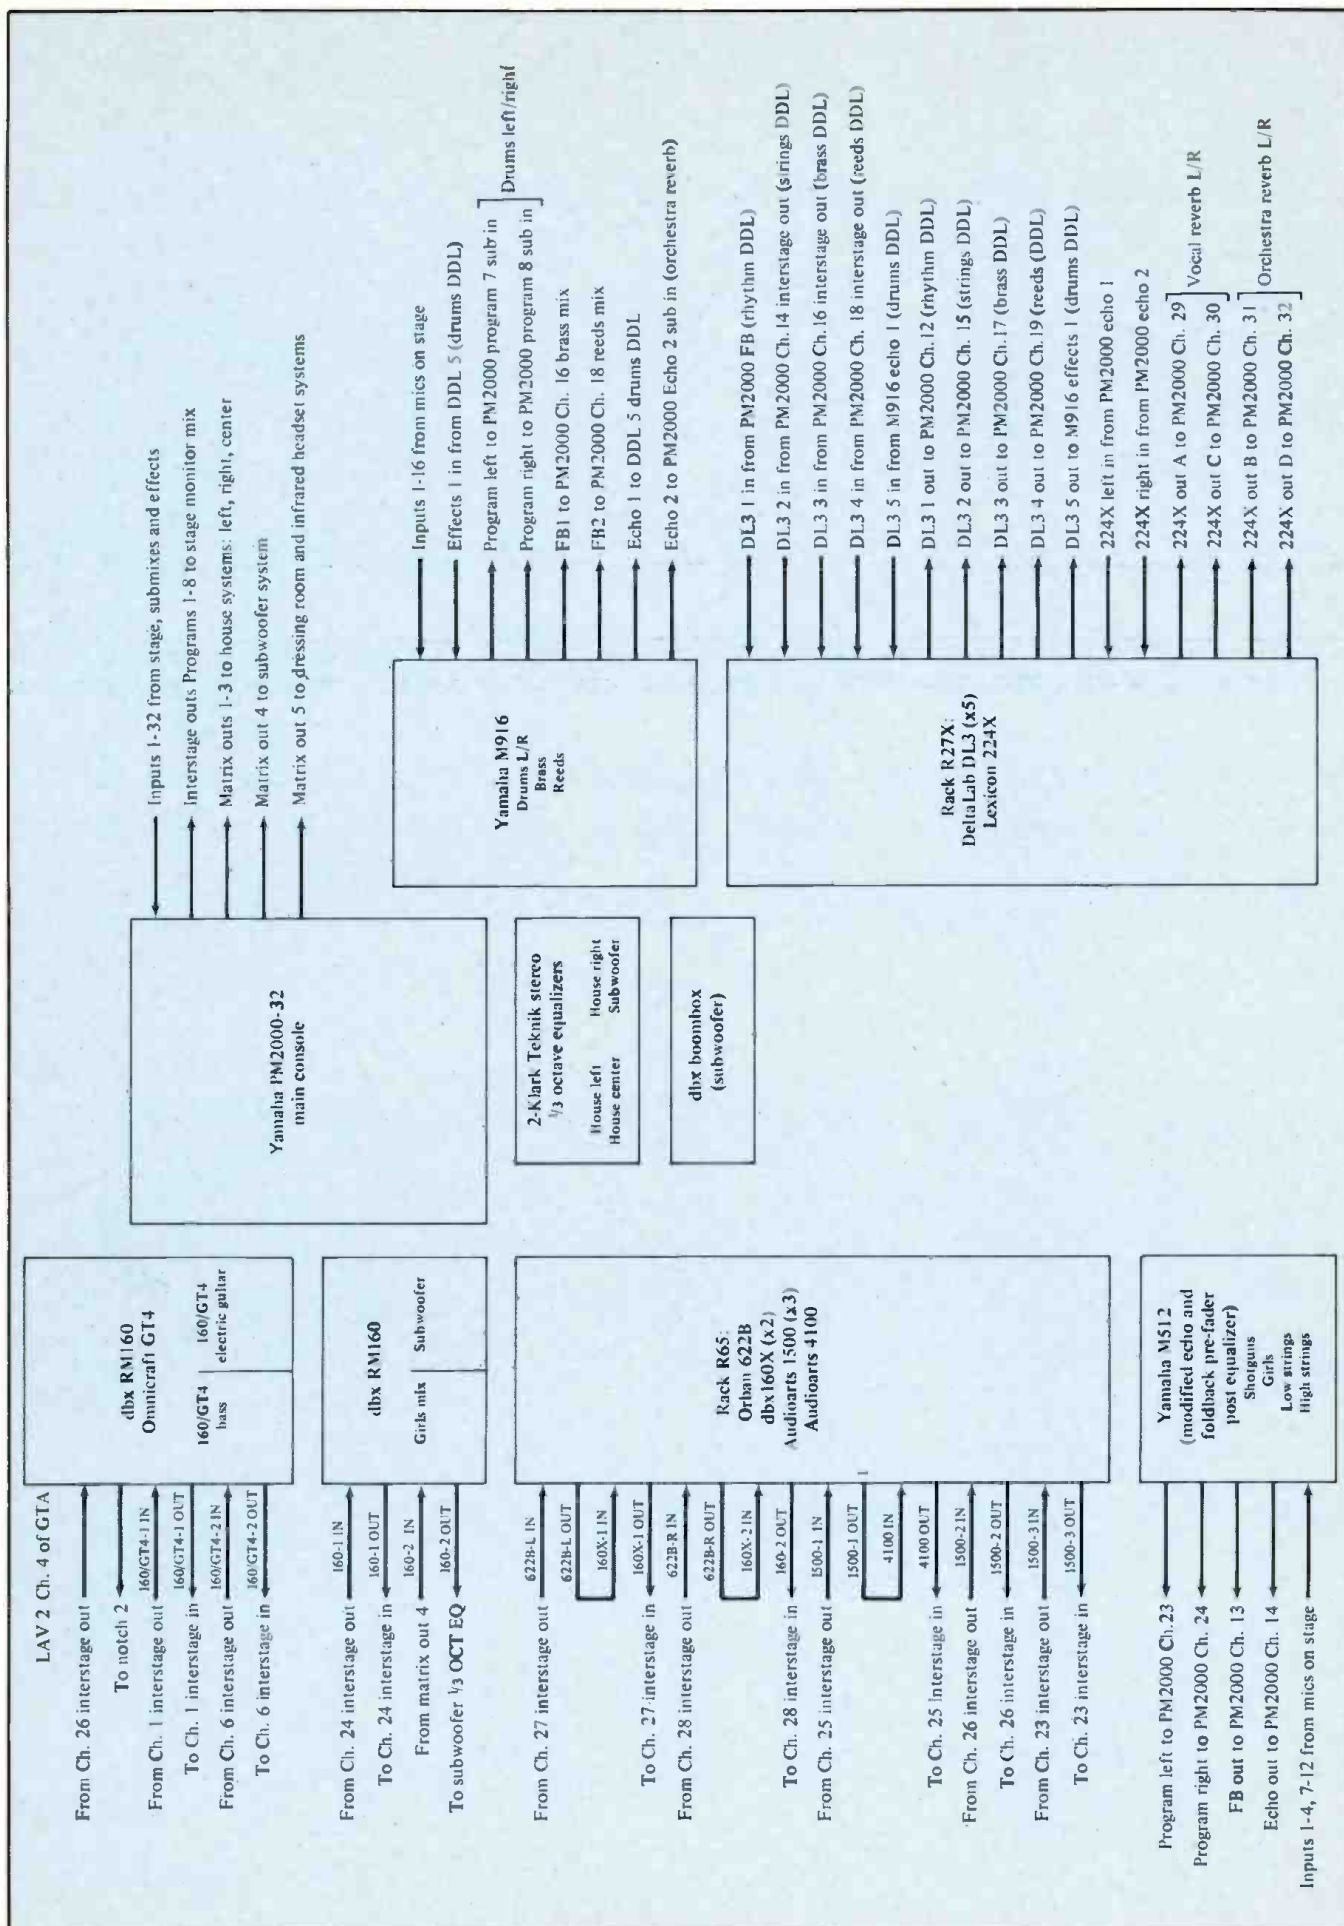 LAV 2 Ch. 4 of GTA
From Ch. 26 interstage out
To notch 2
From Ch. 1 interstage out
160/GT4-1 IN
To Ch. 1 interstage in
160/GT4-1 OUT
From Ch. 6 interstage out
160/GT4-2 IN
To Ch. 6 interstage in
160/GT4-2 OUT
dbx RM160
Omnicraft GT4
160/GT4
bass
160/GT4
electric guitar
From Ch. 24 interstage out
160-1 IN
To Ch. 24 interstage in
160-1 OUT
From matrix out 4
160-2 IN
To subwoofer 1/3 OCT EQ
160-2 OUT
dbx RM160
Girls mix
Subwoofer
From Ch. 27 interstage out
622B-L IN
622B-L OUT
160X-1 IN
To Ch. 27 interstage in
160X-1 OUT
From Ch. 28 interstage out
622B-R IN
622B-R OUT
160X-2 IN
To Ch. 28 interstage in
160-2 OUT
From Ch. 25 interstage out
1500-1 IN
1500-1 OUT
4100 IN
To Ch. 25 interstage in
4100 OUT
From Ch. 26 interstage out
1500-2 IN
To Ch. 26 interstage in
1500-2 OUT
From Ch. 23 interstage out
1500-3 IN
To Ch. 23 interstage in
1500-3 OUT
Rack R65:
Orban 622B
dbx160X (x2)
Audioarts 1500 (x3)
Audioarts 4100
Program left to PM2000 Ch.23
Program right to PM2000 Ch. 24
FB out to PM2000 Ch. 13
Echo out to PM2000 Ch. 14
Inputs 1-4, 7-12 from mics on stage
Yamaha M512
(modified echo and
foldback pre-fader
post equalizer)
Shotguns
Girls
Low strings
High strings
Yamaha PM2000-32
main console
Inputs 1-32 from stage, submixes and effects
Interstage outs Programs 1-8 to stage monitor mix
Matrix outs 1-3 to house systems: left, right, center
Matrix out 4 to subwoofer system
Matrix out 5 to dressing room and infrared headset systems
2-Klark Teknik stereo
1/3 octave equalizers
House left House right
House center Subwoofer
dbx boombox
(subwoofer)
Yamaha M916
Drums L/R
Brass
Reeds
Inputs 1-16 from mics on stage
Effects 1 in from DDL 5 (drums DDL)
Program left to PM2000 program 7 sub in
Program right to PM2000 program 8 sub in
Drums left/right
FB1 to PM2000 Ch. 16 brass mix
FB2 to PM2000 Ch. 18 reeds mix
Echo 1 to DDL 5 drums DDL
Echo 2 to PM2000 Echo 2 sub in (orchestra reverb)
Rack R27X:
DeltaLab DL3 (x5)
Lexicon 224X
DL3 1 in from PM2000 FB (rhythm DDL)
DL3 2 in from PM2000 Ch. 14 interstage out (strings DDL)
DL3 3 in from PM2000 Ch.16 interstage out (brass DDL)
DL3 4 in from PM2000 Ch. 18 interstage out (reeds DDL)
DL3 5 in from M916 echo 1 (drums DDL)
DL3 1 out to PM2000 Ch.12 (rhythm DDL)
DL3 2 out to PM2000 Ch. 15 (strings DDL)
DL3 3 out to PM2000 Ch.17 (brass DDL)
DL3 4 out to PM2000 Ch.19 (reeds (DDL)
DL3 5 out to M916 effects 1 (drums DDL)
224X left in from PM2000 echo 1
224X right in from PM2000 echo 2
224X out A to PM2000 Ch. 29
224X out C to PM2000 Ch. 30
Vocal reverb L/R
224X out B to PM2000 Ch. 31
224X out D to PM2000 Ch. 32
Orchestra reverb L/R